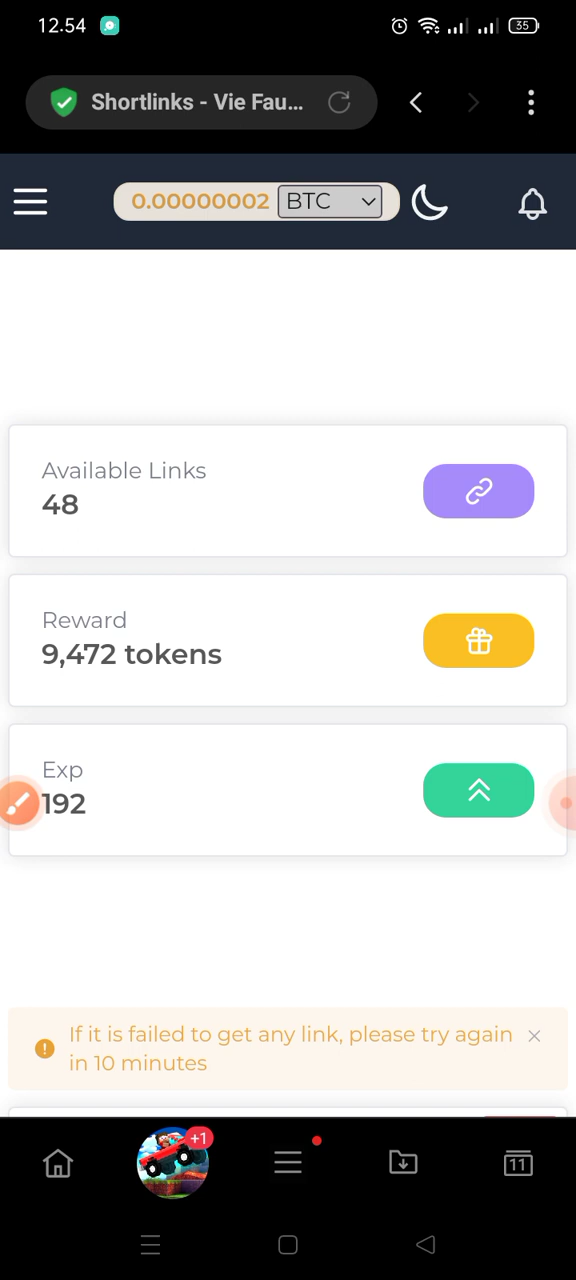 12.54
35
Shortlinks - Vie Fau...
0.00000002 BTC
Available Links
48
Reward
9,472 tokens
Exp
192
If it is failed to get any link, please try again
in 10 minutes
+1
11